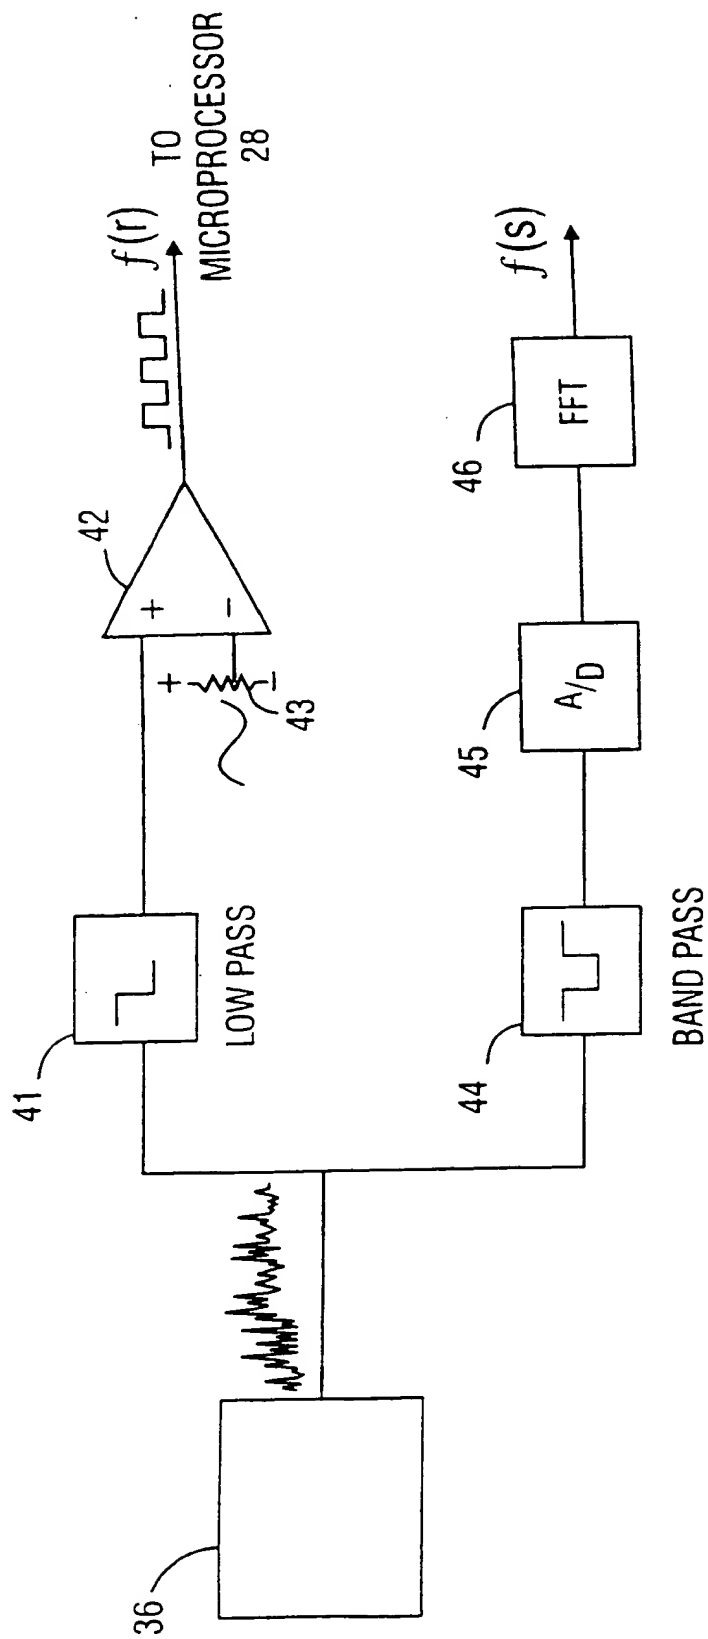 36
41
LOW PASS
42
+
−
+
−
43
f(r)
TO
MICROPROCESSOR
28
44
BAND PASS
45
A/D
46
FFT
f(s)